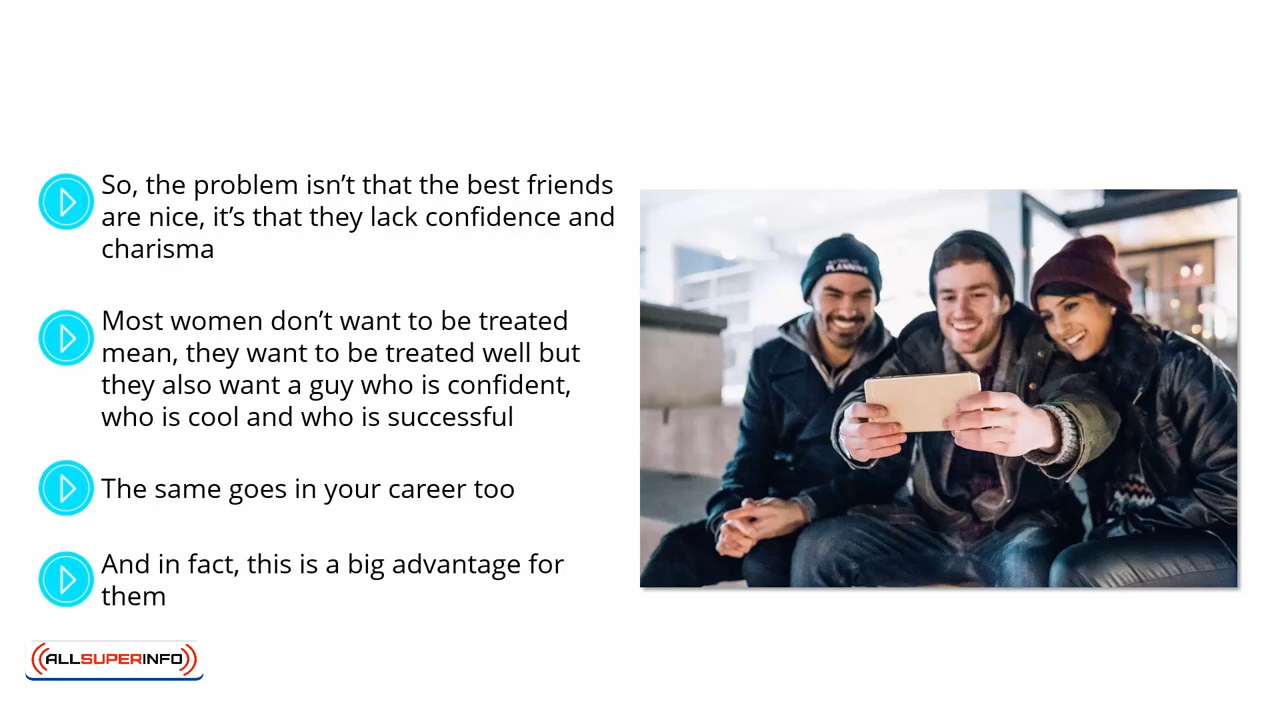 So, the problem isn’t that the best friends
are nice, it’s that they lack confidence and
charisma
Most women don’t want to be treated
mean, they want to be treated well but
they also want a guy who is confident,
who is cool and who is successful
The same goes in your career too
And in fact, this is a big advantage for
them
PLANNING
ALLSUPERINFO